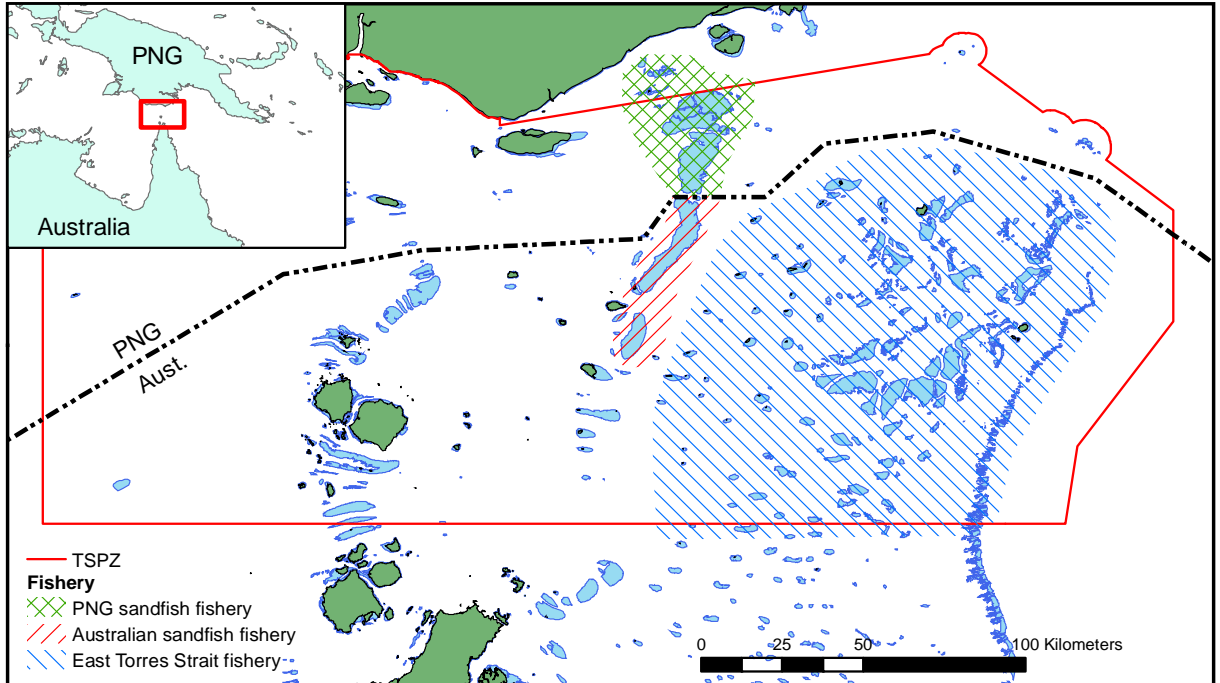 PNG
Australia
PNG
Aust.
TSPZ
Fishery
PNG sandfish fishery
Australian sandfish fishery
East Torres Strait fishery
0 25 50 100 Kilometers